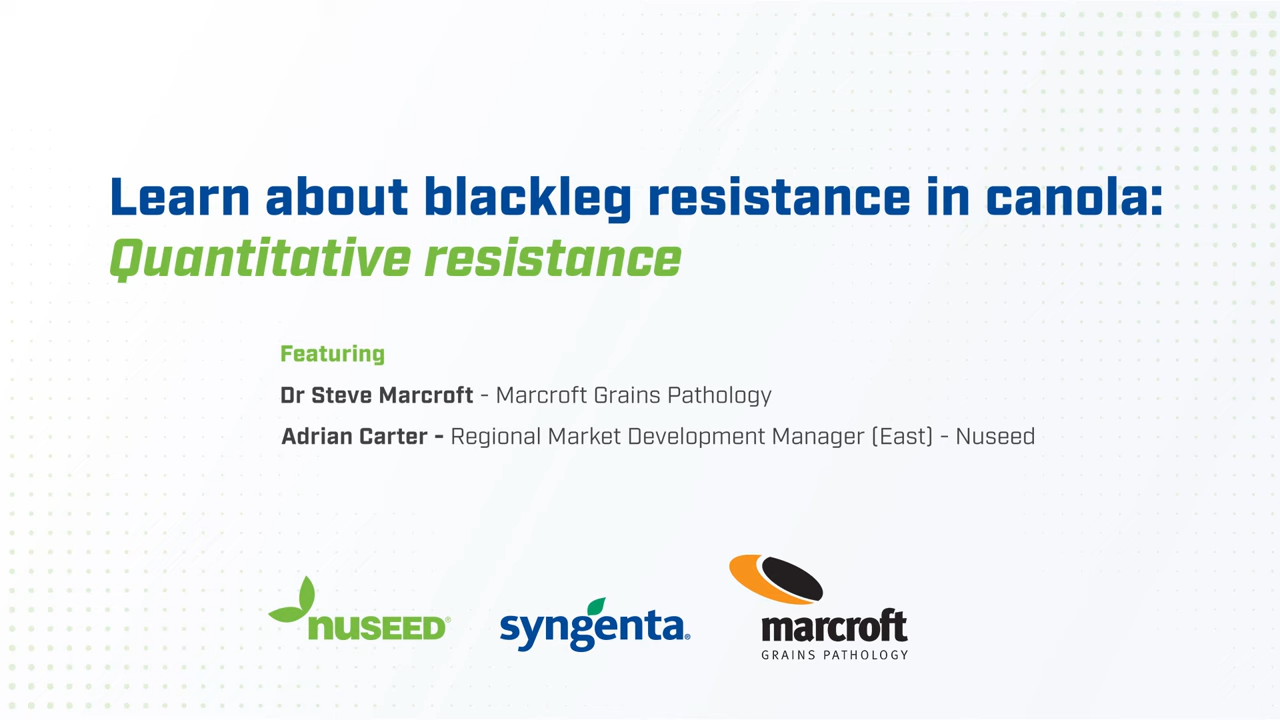 Learn about blackleg resistance in canola:
Quantitative resistance
Featuring
Dr Steve Marcroft - Marcroft Grains Pathology
Adrian Carter - Regional Market Development Manager (East) - Nuseed
nuseed®
syngenta®
marcroft
GRAINS PATHOLOGY